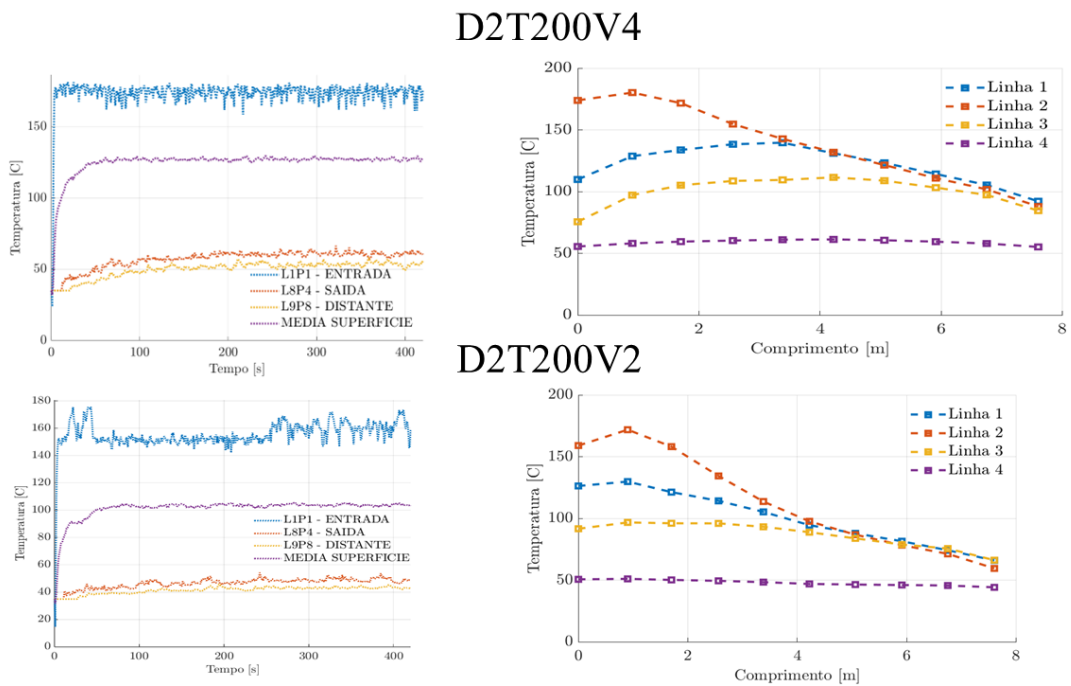 D2T200V4
Temperatura [C]
150
100
50
0
0 100 200 300 400
Tempo [s]
L1P1 - ENTRADA
L8P4 - SAIDA
L9P8 - DISTANTE
MEDIA SUPERFICIE
Temperatura [C]
200
150
100
50
0
0 2 4 6 8
Comprimento [m]
Linha 1
Linha 2
Linha 3
Linha 4
D2T200V2
Temperatura [C]
180
160
140
120
100
80
60
40
20
0
0 100 200 300 400
Tempo [s]
L1P1 - ENTRADA
L8P4 - SAIDA
L9P8 - DISTANTE
MEDIA SUPERFICIE
Temperatura [C]
200
150
100
50
0
0 2 4 6 8
Comprimento [m]
Linha 1
Linha 2
Linha 3
Linha 4